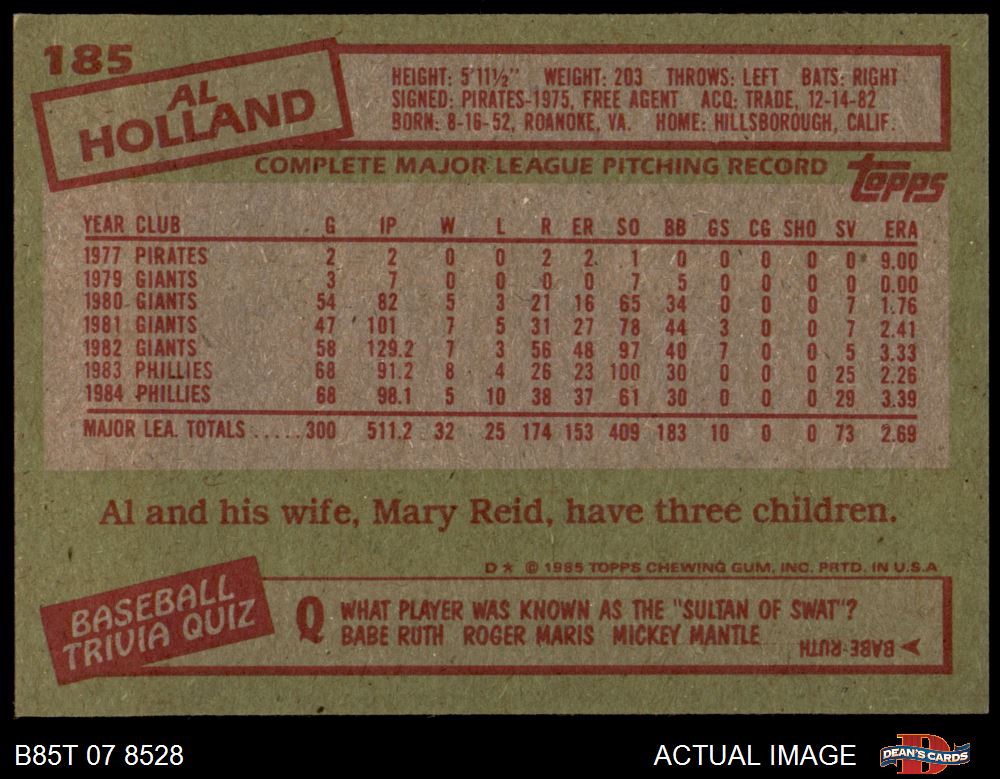 185
AL
HOLLAND
HEIGHT: 5'11½" WEIGHT: 203 THROWS: LEFT BATS: RIGHT
SIGNED: PIRATES-1975, FREE AGENT ACQ: TRADE, 12-14-82
BORN: 8-16-52, ROANOKE, VA. HOME: HILLSBOROUGH, CALIF.
COMPLETE MAJOR LEAGUE PITCHING RECORD
Topps
YEAR CLUB G IP W L R ER SO BB GS CG SHO SV ERA
1977 PIRATES 2 2 0 0 2 2 1 0 0 0 0 0 9.00
1979 GIANTS 3 7 0 0 0 0 7 5 0 0 0 0 0.00
1980 GIANTS 54 82 5 3 21 16 65 34 0 0 0 7 1.76
1981 GIANTS 47 101 7 5 31 27 78 44 3 0 0 7 2.41
1982 GIANTS 58 129.2 7 3 56 48 97 40 7 0 0 5 3.33
1983 PHILLIES 68 91.2 8 4 26 23 100 30 0 0 0 25 2.26
1984 PHILLIES 68 98.1 5 10 38 37 61 30 0 0 0 29 3.39
MAJOR LEA. TOTALS .....300 511.2 32 25 174 153 409 183 10 0 0 73 2.69
Al and his wife, Mary Reid, have three children.
D* © 1985 TOPPS CHEWING GUM, INC. PRTD. IN U.S.A
BASEBALL
TRIVIA QUIZ
Q WHAT PLAYER WAS KNOWN AS THE "SULTAN OF SWAT"?
BABE RUTH ROGER MARIS MICKEY MANTLE
BABE RUTH
B85T 07 8528
ACTUAL IMAGE
DEAN'S CARDS